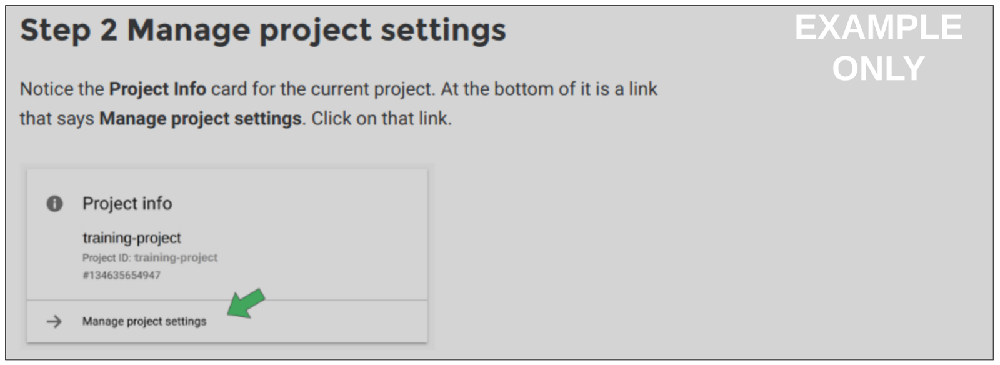 Step 2 Manage project settings
EXAMPLE
ONLY
Notice the Project Info card for the current project. At the bottom of it is a link
that says Manage project settings. Click on that link.
Project info
training-project
Project ID: training-project
#134635654947
Manage project settings